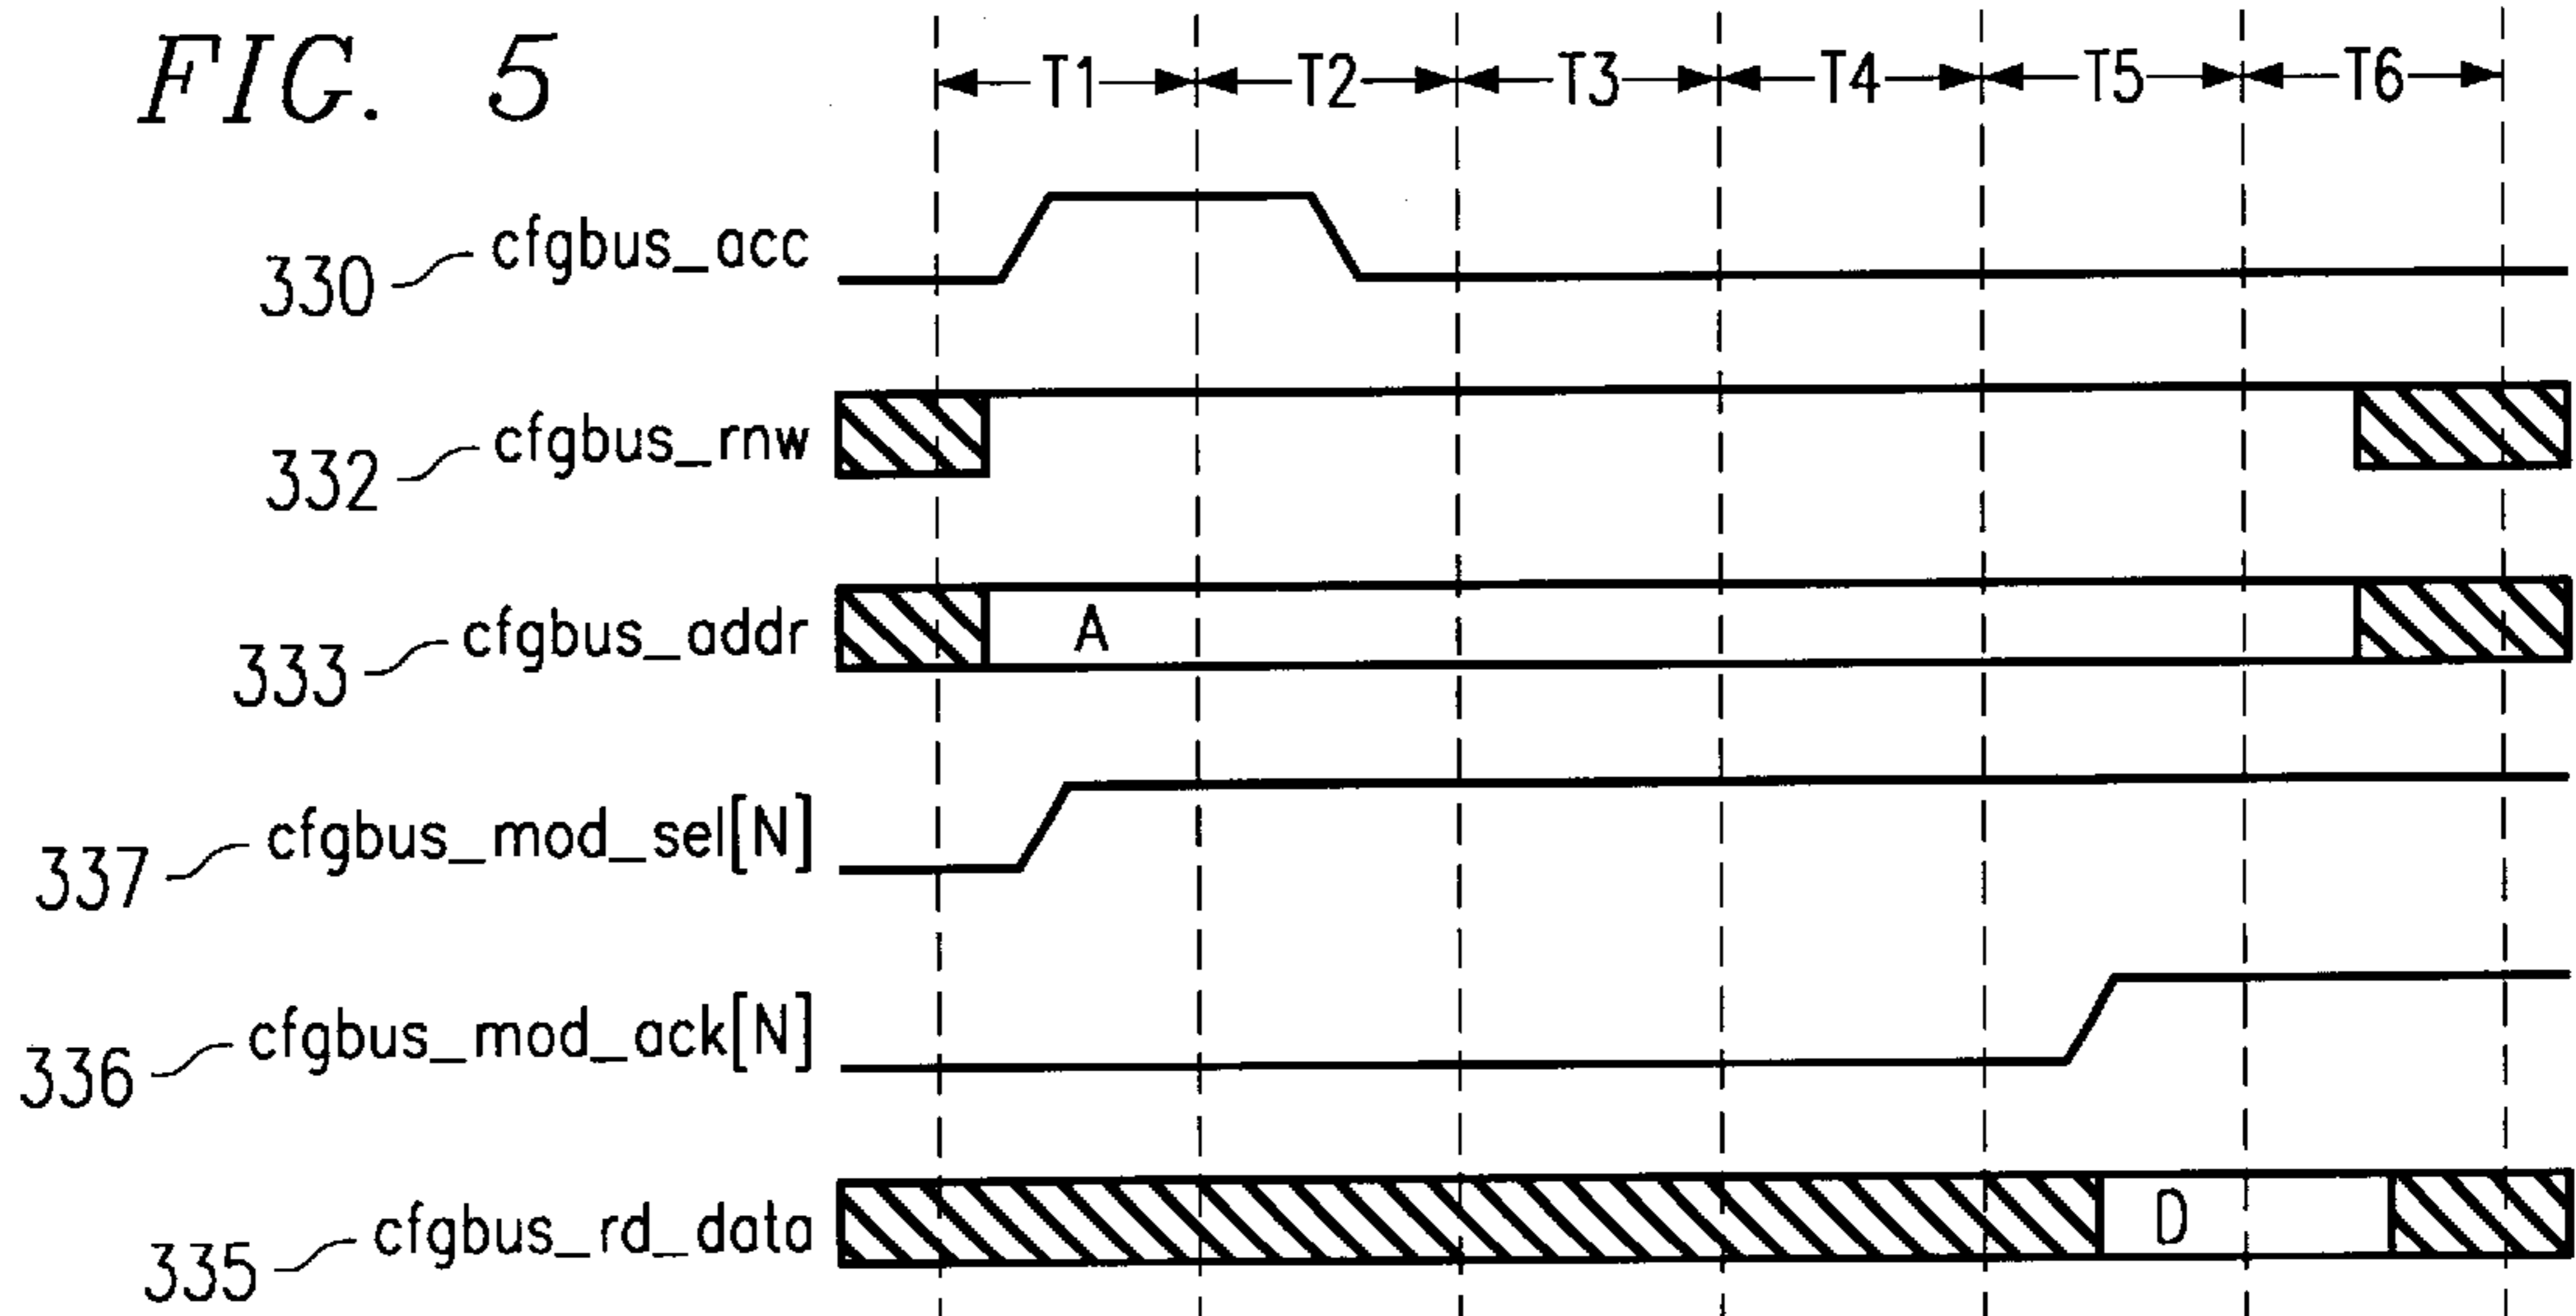 FIG. 5
T1 T2 T3 T4 T5 T6
330 cfgbus_acc
332 cfgbus_rnw
333 cfgbus_addr A
337 cfgbus_mod_sel[N]
336 cfgbus_mod_ack[N]
335 cfgbus_rd_data D